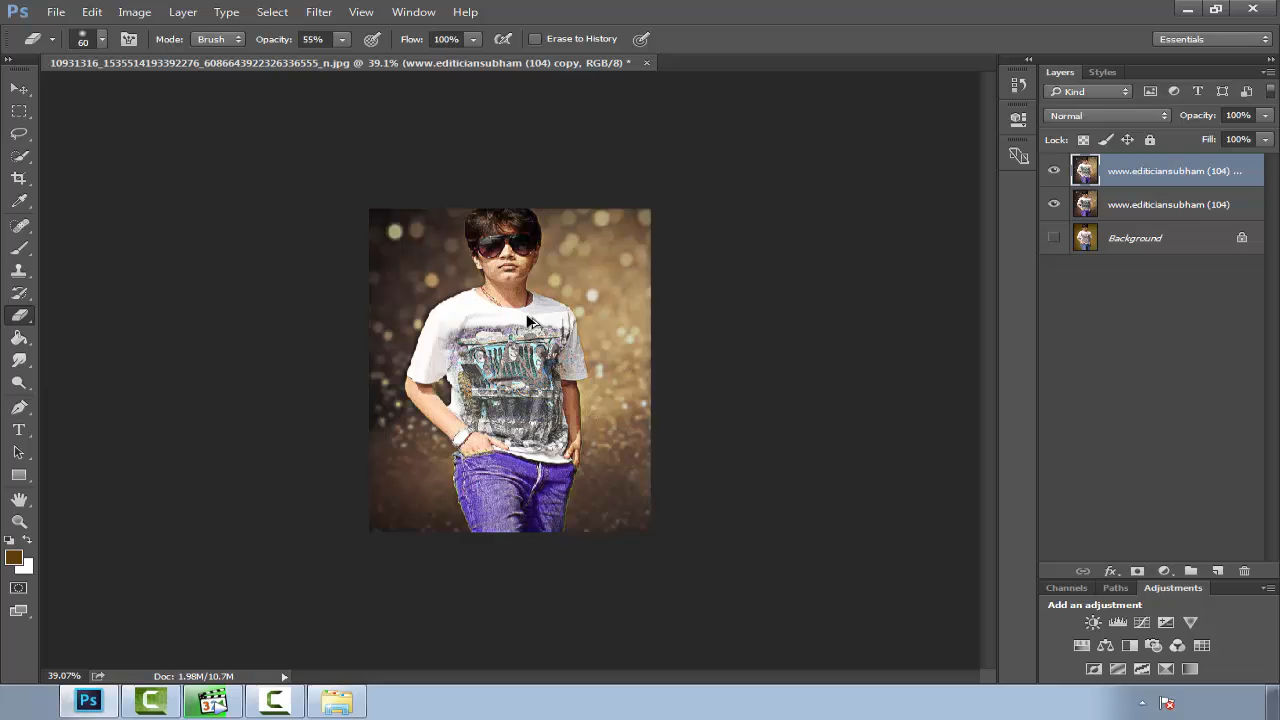 Ps File Edit Image Layer Type Select Filter View Window Help
60 Mode: Brush Opacity: 55% Flow: 100% Erase to History Essentials
10931316_1535514193392276_6086643922326336555_n.jpg @ 39.1% (www.editiciansubham (104) copy, RGB/8) *
Layers Styles
Kind
Normal Opacity: 100%
Lock: Fill: 100%
www.editiciansubham (104) ...
www.editiciansubham (104)
Background
Channels Paths Adjustments
Add an adjustment
39.07% Doc: 1.98M/10.7M
Ps